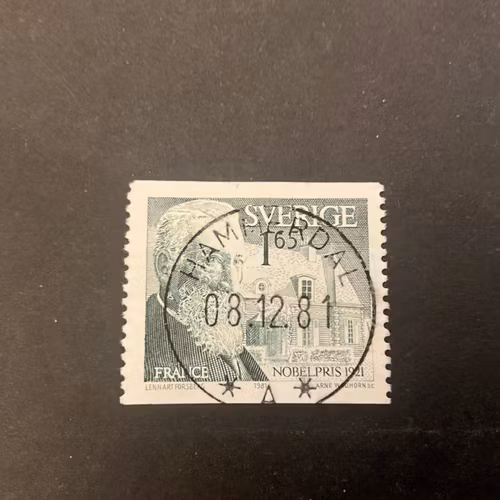 SVERIGE
1 65
HAMMERDAL
08.12.81
FRANCE NOBELPRIS 1921
LENNART FORSBERG 1981 ARNE WALLHORN SC
* A *